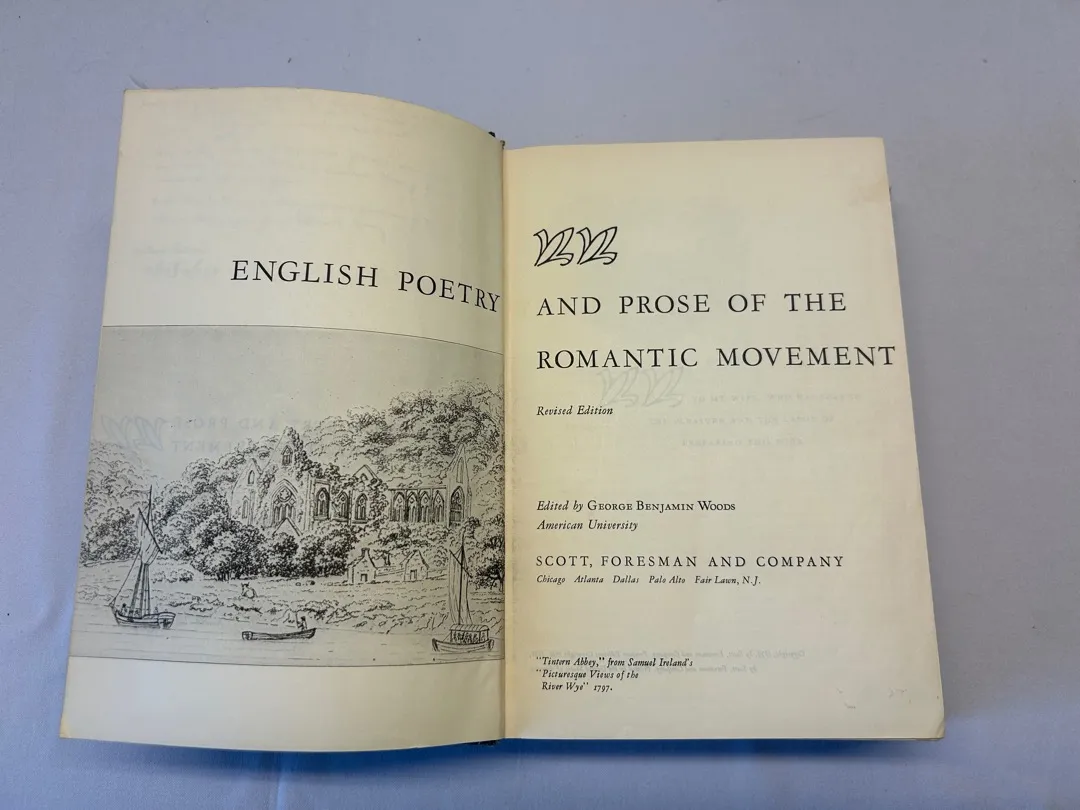 ENGLISH POETRY
AND PROSE OF THE
ROMANTIC MOVEMENT
Revised Edition
Edited by GEORGE BENJAMIN WOODS
American University
SCOTT, FORESMAN AND COMPANY
Chicago Atlanta Dallas Palo Alto Fair Lawn, N.J.
"Tintern Abbey," from Samuel Ireland's
"Picturesque Views of the
River Wye" 1797.